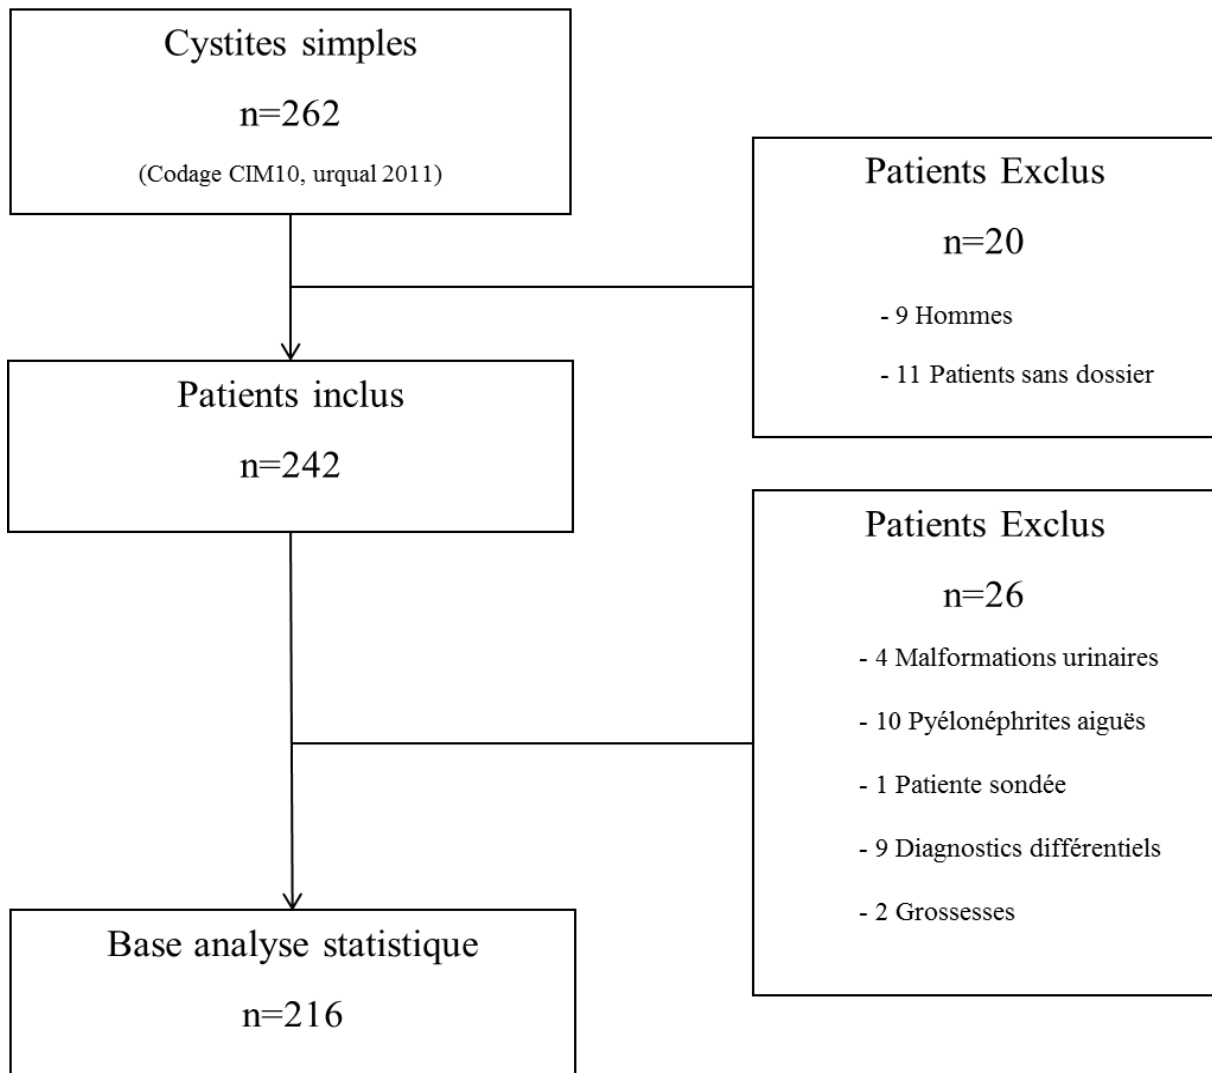 Cystites simples
n=262
(Codage CIM10, urqual 2011)
Patients Exclus
n=20
- 9 Hommes
- 11 Patients sans dossier
Patients inclus
n=242
Patients Exclus
n=26
- 4 Malformations urinaires
- 10 Pyélonéphrites aiguës
- 1 Patiente sondée
- 9 Diagnostics différentiels
- 2 Grossesses
Base analyse statistique
n=216